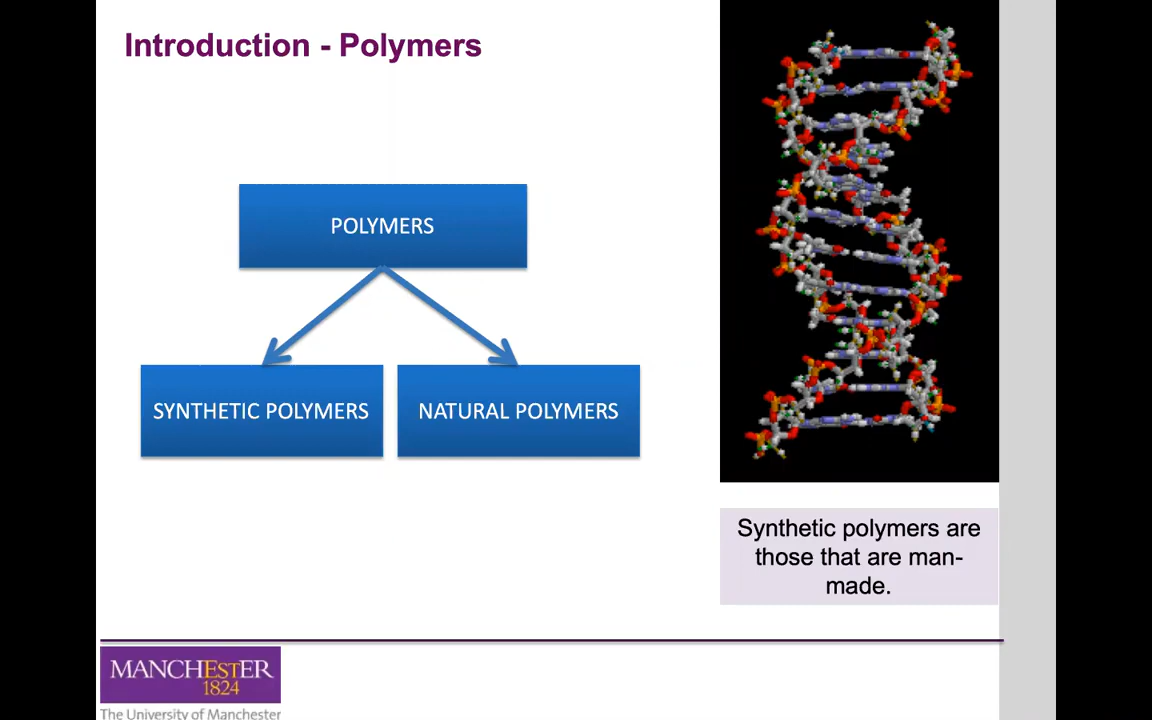 Introduction - Polymers
POLYMERS
SYNTHETIC POLYMERS
NATURAL POLYMERS
Synthetic polymers are
those that are man-
made.
MANCHESTER
1824
The University of Manchester